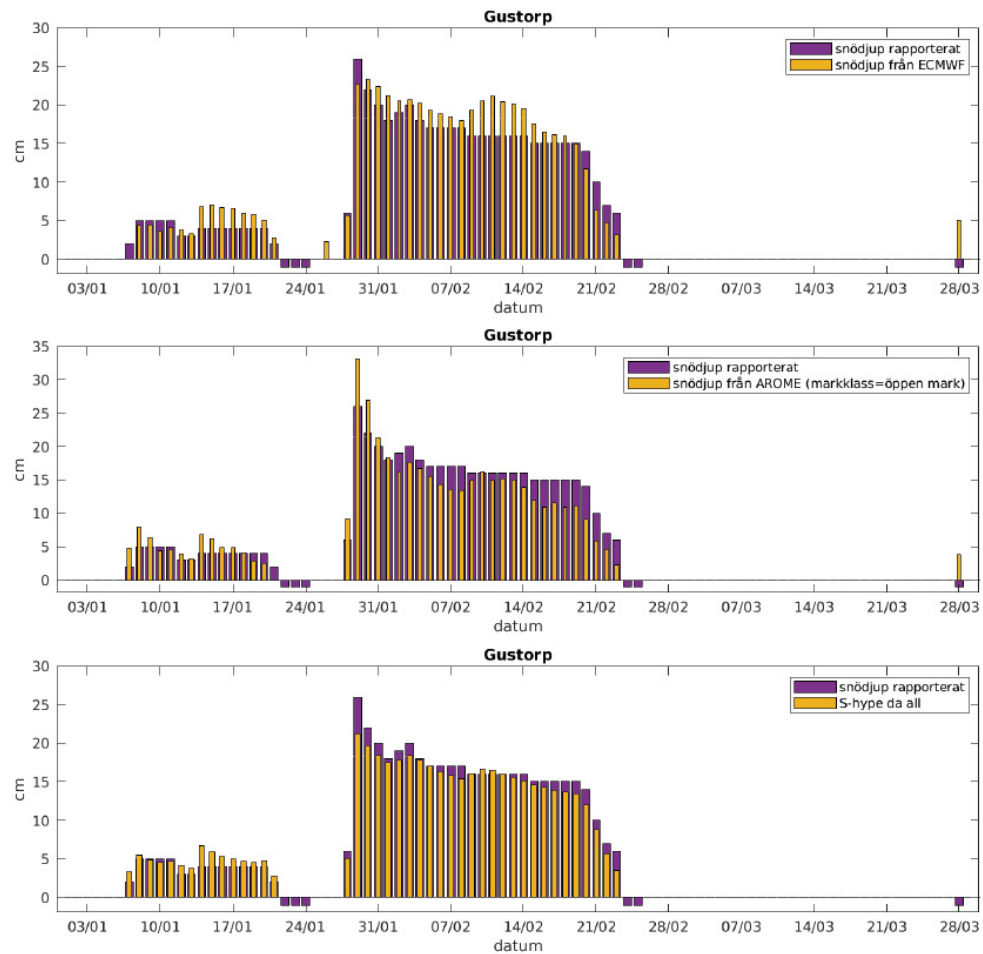 Gustorp
30
25
20
15
10
5
0
cm
snödjup rapporterat
snödjup från ECMWF
03/01 10/01 17/01 24/01 31/01 07/02 14/02 21/02 28/02 07/03 14/03 21/03 28/03
datum
Gustorp
35
30
25
20
15
10
5
0
cm
snödjup rapporterat
snödjup från AROME (markklass=öppen mark)
03/01 10/01 17/01 24/01 31/01 07/02 14/02 21/02 28/02 07/03 14/03 21/03 28/03
datum
Gustorp
30
25
20
15
10
5
0
cm
snödjup rapporterat
S-hype da all
03/01 10/01 17/01 24/01 31/01 07/02 14/02 21/02 28/02 07/03 14/03 21/03 28/03
datum